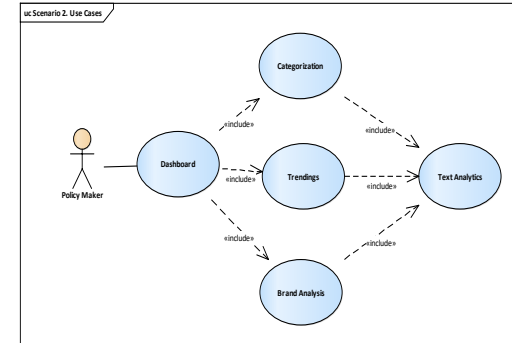 uc Scenario 2. Use Cases
Categorization
«include»
«include»
Dashboard
Policy Maker
«include»
Trendings
«include»
Text Analytics
«include»
«include»
Brand Analysis